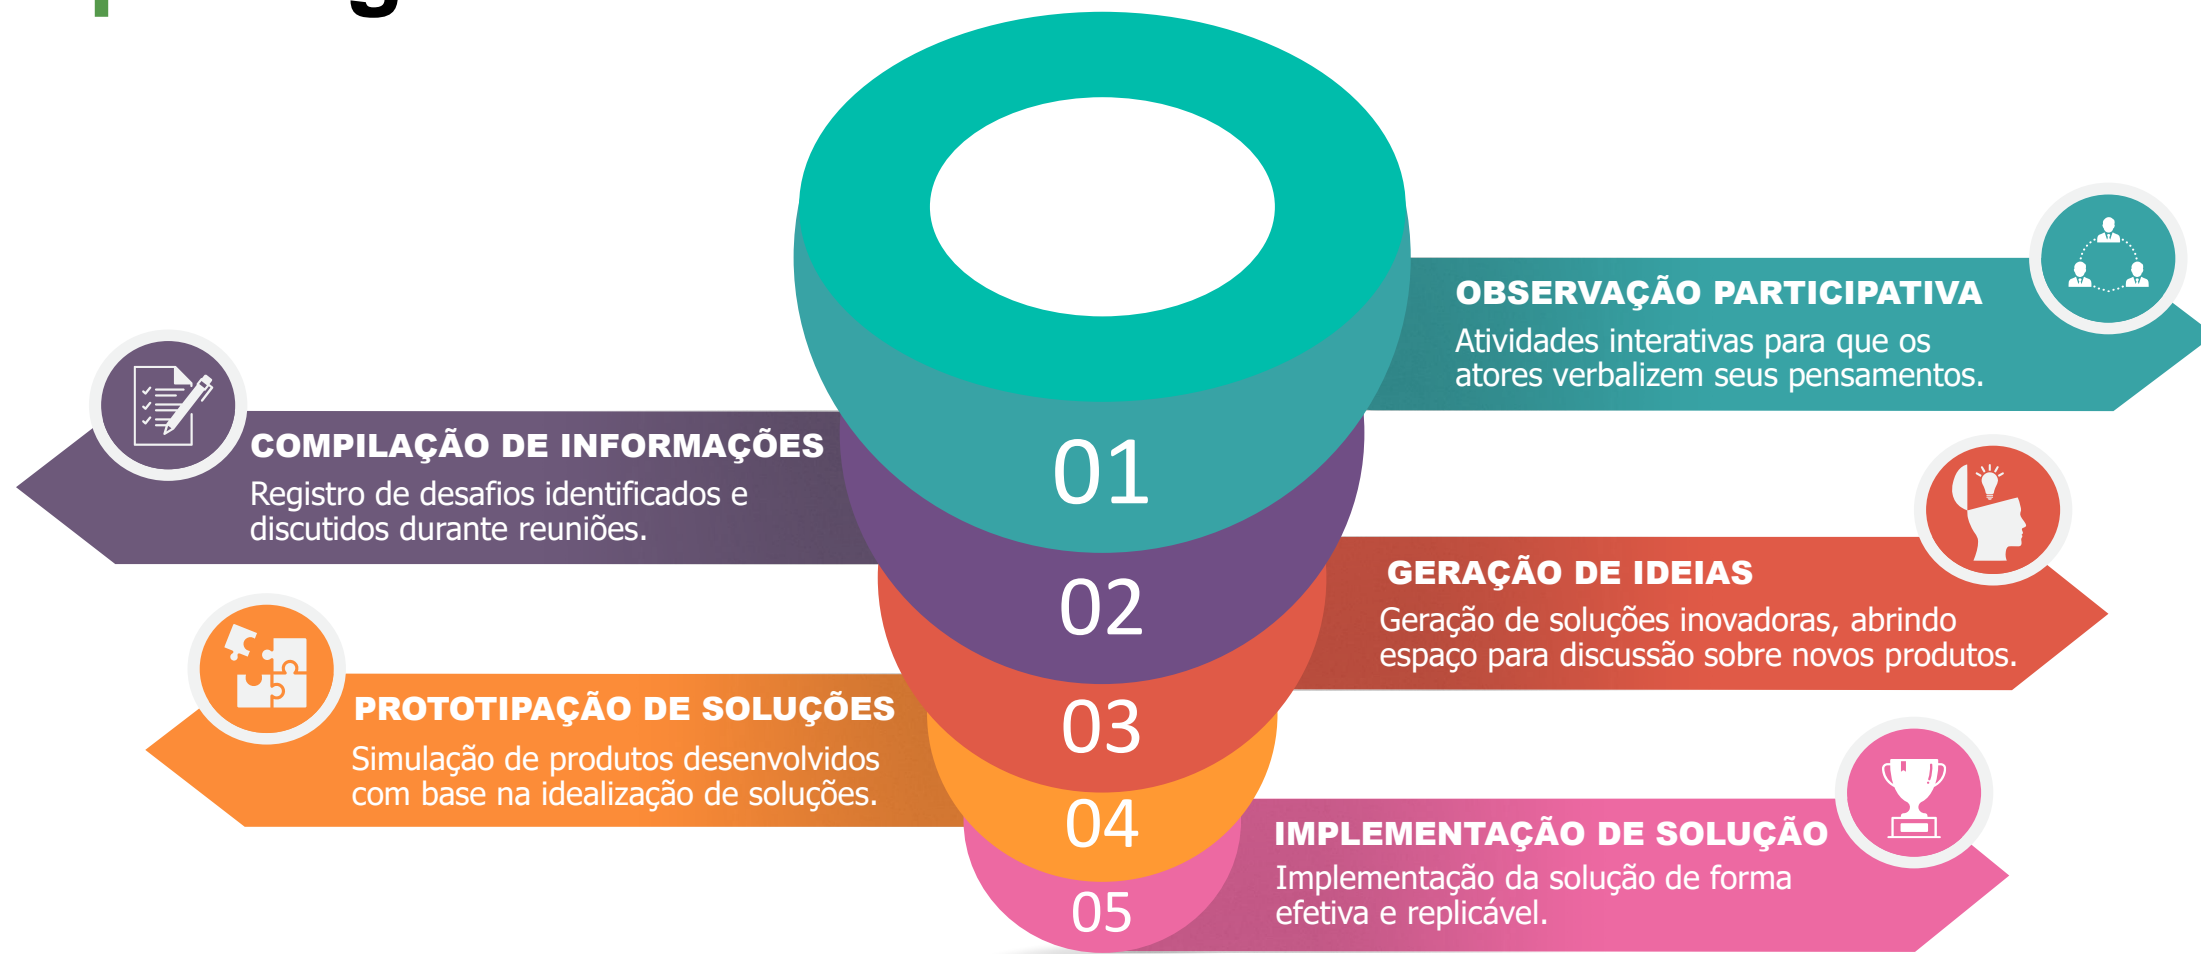 01
OBSERVAÇÃO PARTICIPATIVA
Atividades interativas para que os
atores verbalizem seus pensamentos.
02
COMPILAÇÃO DE INFORMAÇÕES
Registro de desafios identificados e
discutidos durante reuniões.
03
GERAÇÃO DE IDEIAS
Geração de soluções inovadoras, abrindo
espaço para discussão sobre novos produtos.
04
PROTOTIPAÇÃO DE SOLUÇÕES
Simulação de produtos desenvolvidos
com base na idealização de soluções.
05
IMPLEMENTAÇÃO DE SOLUÇÃO
Implementação da solução de forma
efetiva e replicável.